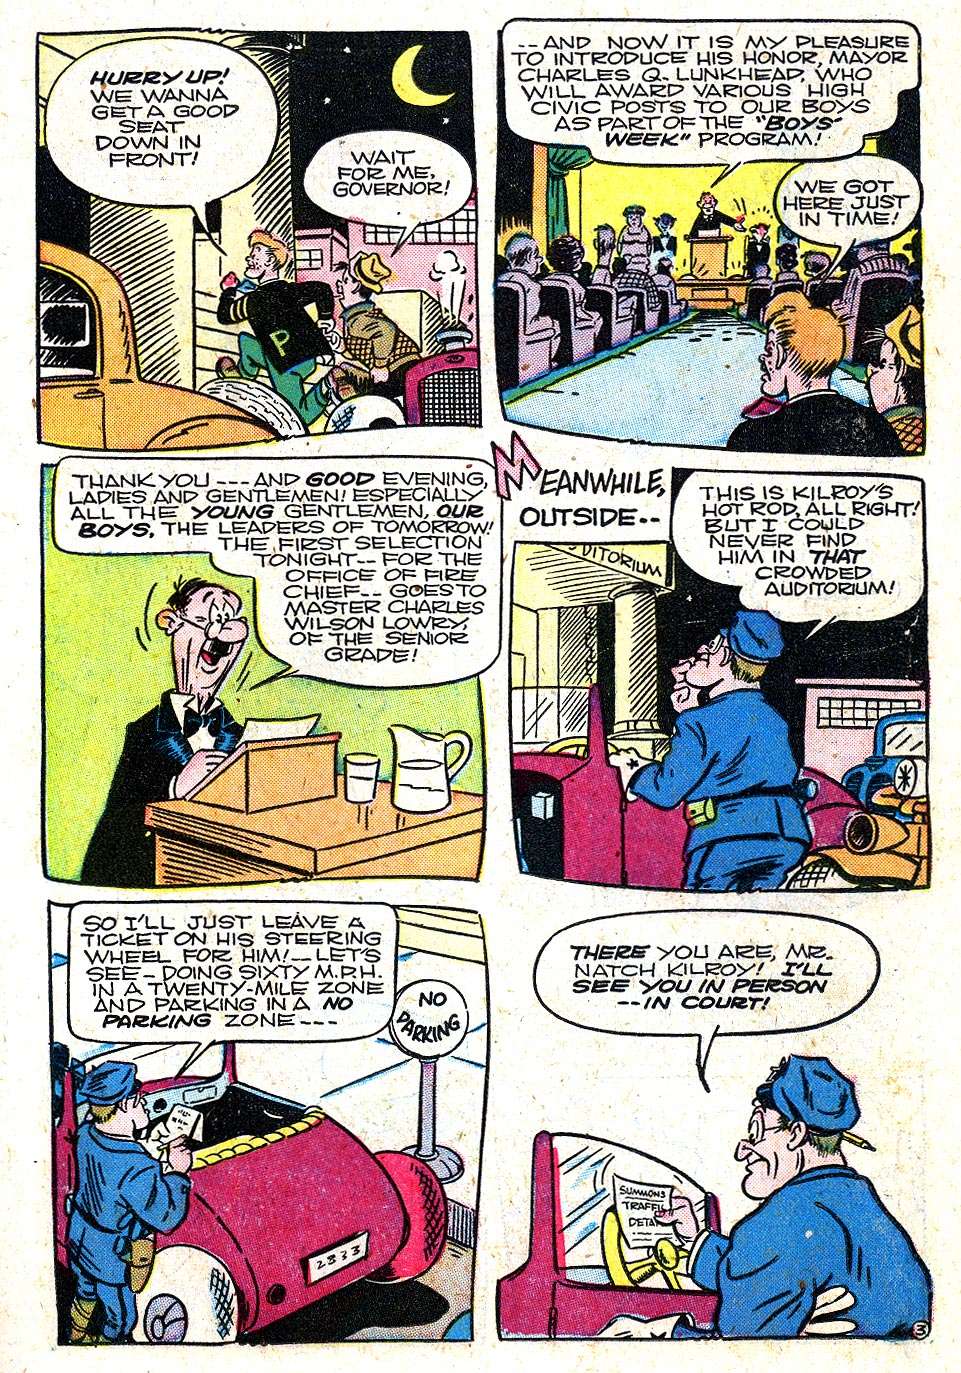 HURRY UP!
WE WANNA
GET A GOOD
SEAT
DOWN IN
FRONT!
WAIT
FOR ME,
GOVERNOR!
P
-- AND NOW IT IS MY PLEASURE
TO INTRODUCE HIS HONOR, MAYOR
CHARLES Q. LUNKHEAD, WHO
WILL AWARD VARIOUS HIGH
CIVIC POSTS TO OUR BOYS
AS PART OF THE "BOYS'
WEEK" PROGRAM!
WE GOT
HERE JUST
IN TIME!
THANK YOU --- AND GOOD EVENING,
LADIES AND GENTLEMEN! ESPECIALLY
ALL THE YOUNG GENTLEMEN, OUR
BOYS, THE LEADERS OF TOMORROW!
THE FIRST SELECTION
TONIGHT-- FOR THE
OFFICE OF FIRE
CHIEF-- GOES TO
MASTER CHARLES
WILSON LOWRY,
OF THE SENIOR
GRADE!
MEANWHILE,
OUTSIDE--
THIS IS KILROY'S
HOT ROD, ALL RIGHT!
BUT I COULD
NEVER FIND
HIM IN THAT
CROWDED
AUDITORIUM!
DITORIUM
SO I'LL JUST LEAVE A
TICKET ON HIS STEERING
WHEEL FOR HIM!-- LET'S
SEE-- DOING SIXTY M.P.H.
IN A TWENTY-MILE ZONE
AND PARKING IN A NO
PARKING ZONE---
NO
PARKING
2833
THERE YOU ARE, MR.
NATCH KILROY! I'LL
SEE YOU IN PERSON
--IN COURT!
SUMMONS
TRAFFI
DETA
3